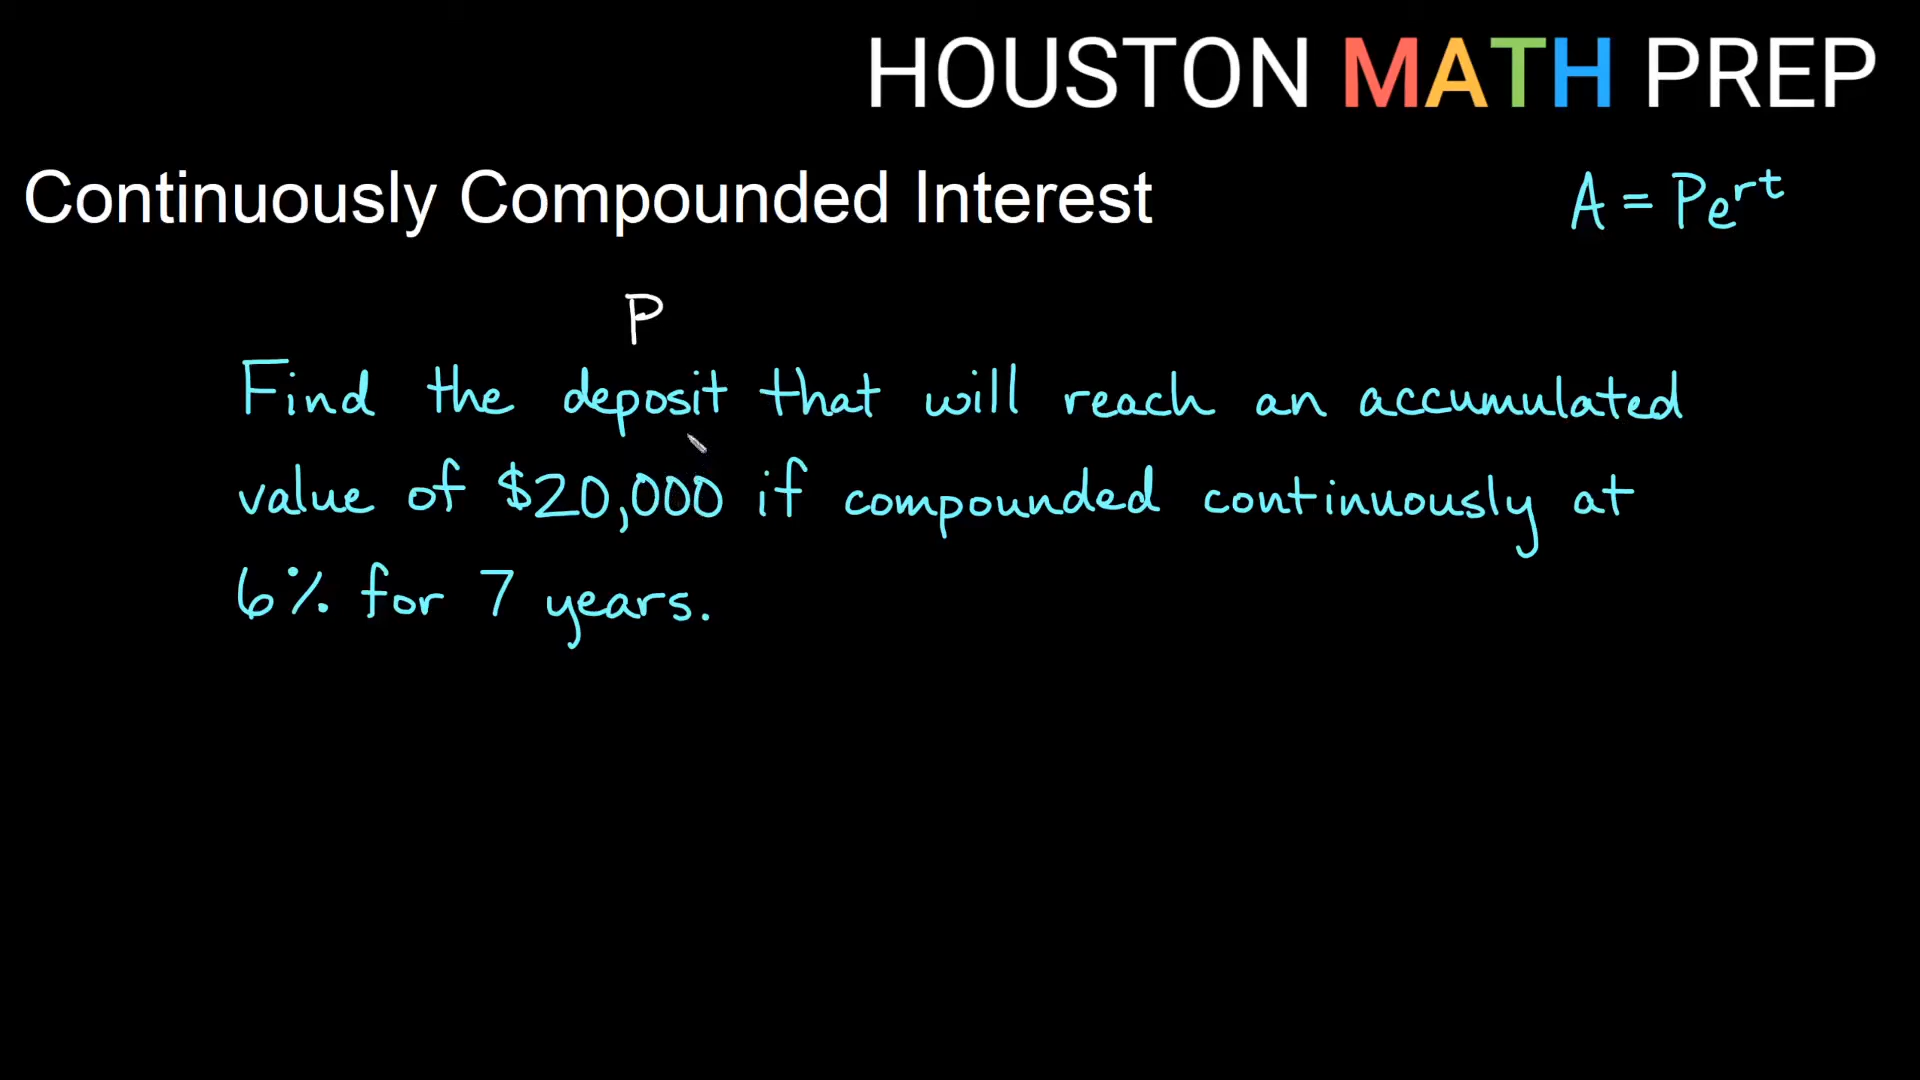 HOUSTON MATH PREP
Continuously Compounded Interest
A = Pe^rt
P
Find the deposit that will reach an accumulated
value of $20,000 if compounded continuously at
6% for 7 years.